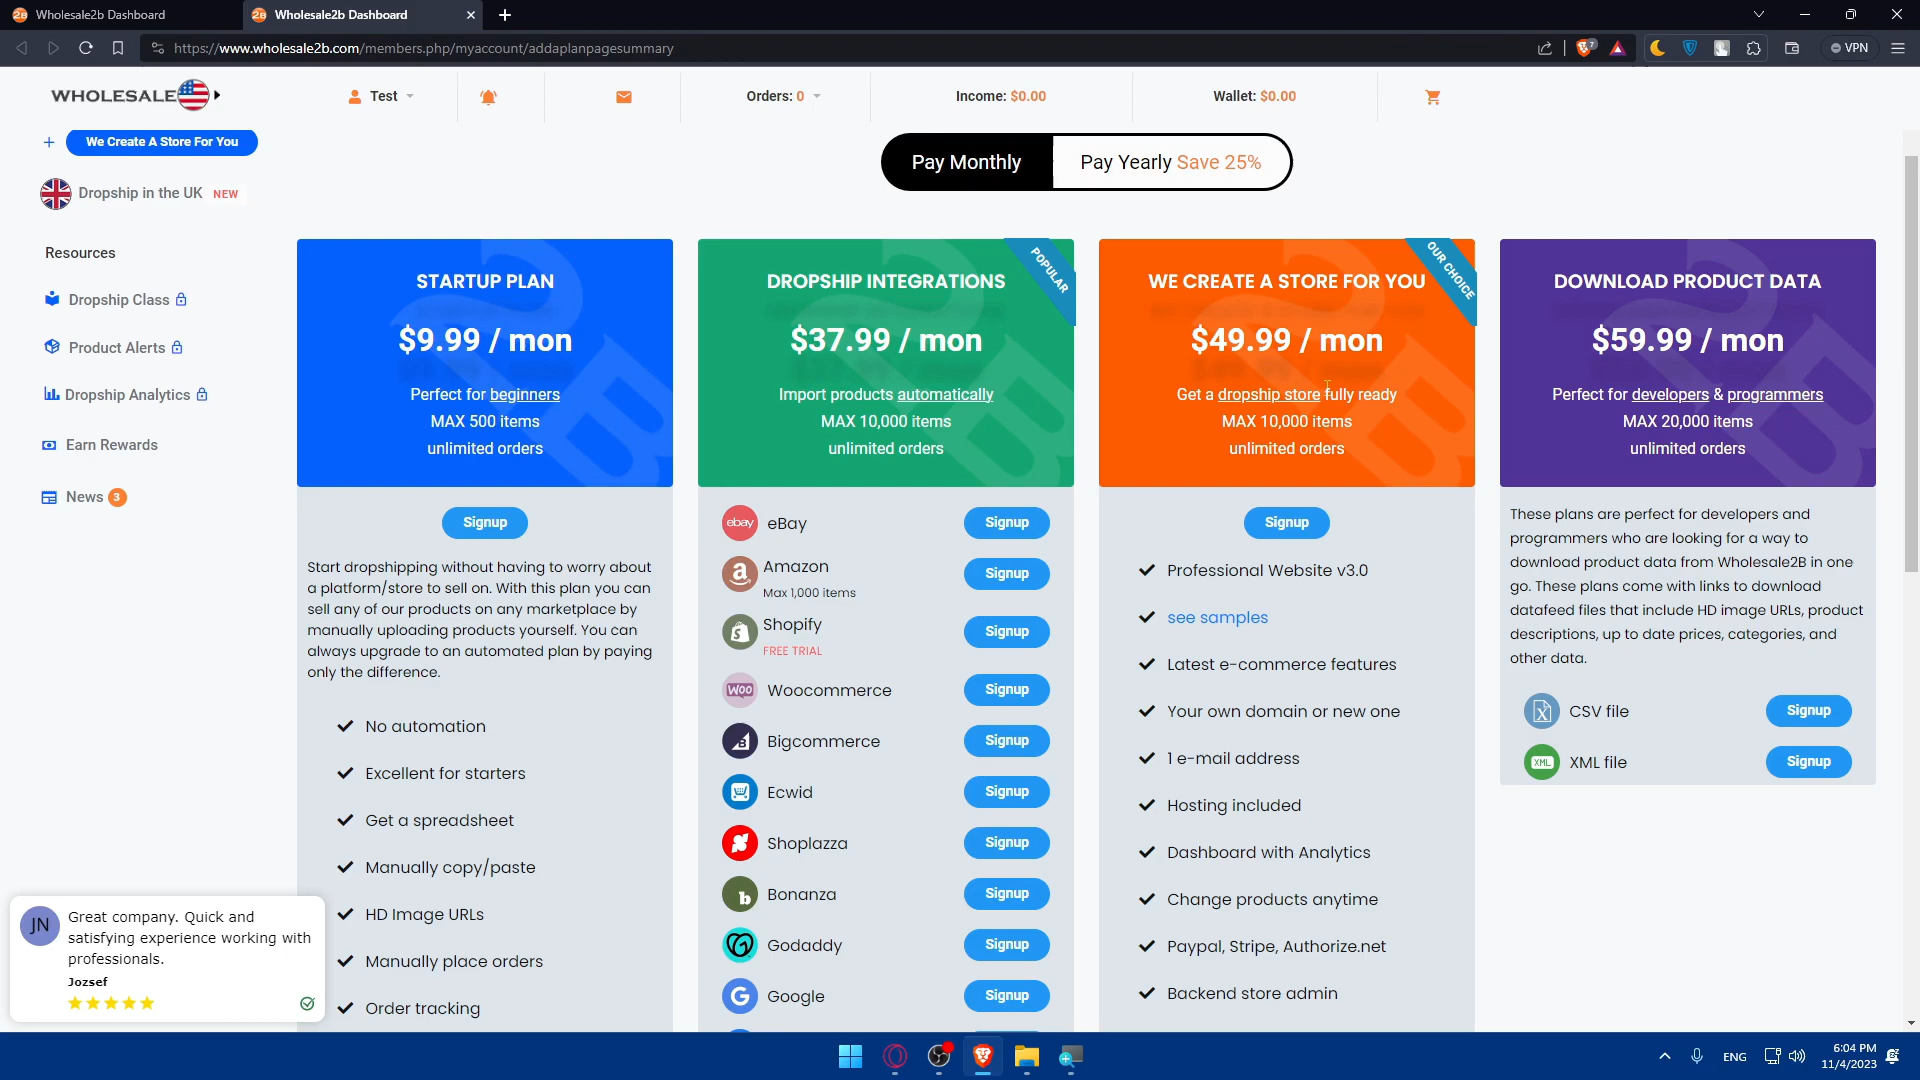 Wholesale2b Dashboard
Wholesale2b Dashboard
https://www.wholesale2b.com/members.php/myaccount/addaplanpagesummary
7
VPN
WHOLESALE
Test
Orders: 0
Income: $0.00
Wallet: $0.00
We Create A Store For You
Dropship in the UK NEW
Resources
Dropship Class
Product Alerts
Dropship Analytics
Earn Rewards
News 3
Pay Monthly
Pay Yearly Save 25%
STARTUP PLAN
$9.99 / mon
Perfect for beginners
MAX 500 items
unlimited orders
Signup
Start dropshipping without having to worry about
a platform/store to sell on. With this plan you can
sell any of our products on any marketplace by
manually uploading products yourself. You can
always upgrade to an automated plan by paying
only the difference.
No automation
Excellent for starters
Get a spreadsheet
Manually copy/paste
HD Image URLs
Manually place orders
Order tracking
POPULAR
DROPSHIP INTEGRATIONS
$37.99 / mon
Import products automatically
MAX 10,000 items
unlimited orders
ebay eBay Signup
a Amazon Signup
Max 1,000 items
Shopify Signup
FREE TRIAL
Woo Woocommerce Signup
Bigcommerce Signup
Ecwid Signup
Shoplazza Signup
b Bonanza Signup
Godaddy Signup
G Google Signup
OUR CHOICE
WE CREATE A STORE FOR YOU
$49.99 / mon
Get a dropship store fully ready
MAX 10,000 items
unlimited orders
Signup
Professional Website v3.0
see samples
Latest e-commerce features
Your own domain or new one
1 e-mail address
Hosting included
Dashboard with Analytics
Change products anytime
Paypal, Stripe, Authorize.net
Backend store admin
DOWNLOAD PRODUCT DATA
$59.99 / mon
Perfect for developers & programmers
MAX 20,000 items
unlimited orders
These plans are perfect for developers and
programmers who are looking for a way to
download product data from Wholesale2B in one
go. These plans come with links to download
datafeed files that include HD image URLs, product
descriptions, up to date prices, categories, and
other data.
CSV file Signup
XML XML file Signup
JN
Great company. Quick and
satisfying experience working with
professionals.
Jozsef
ENG
6:04 PM
11/4/2023